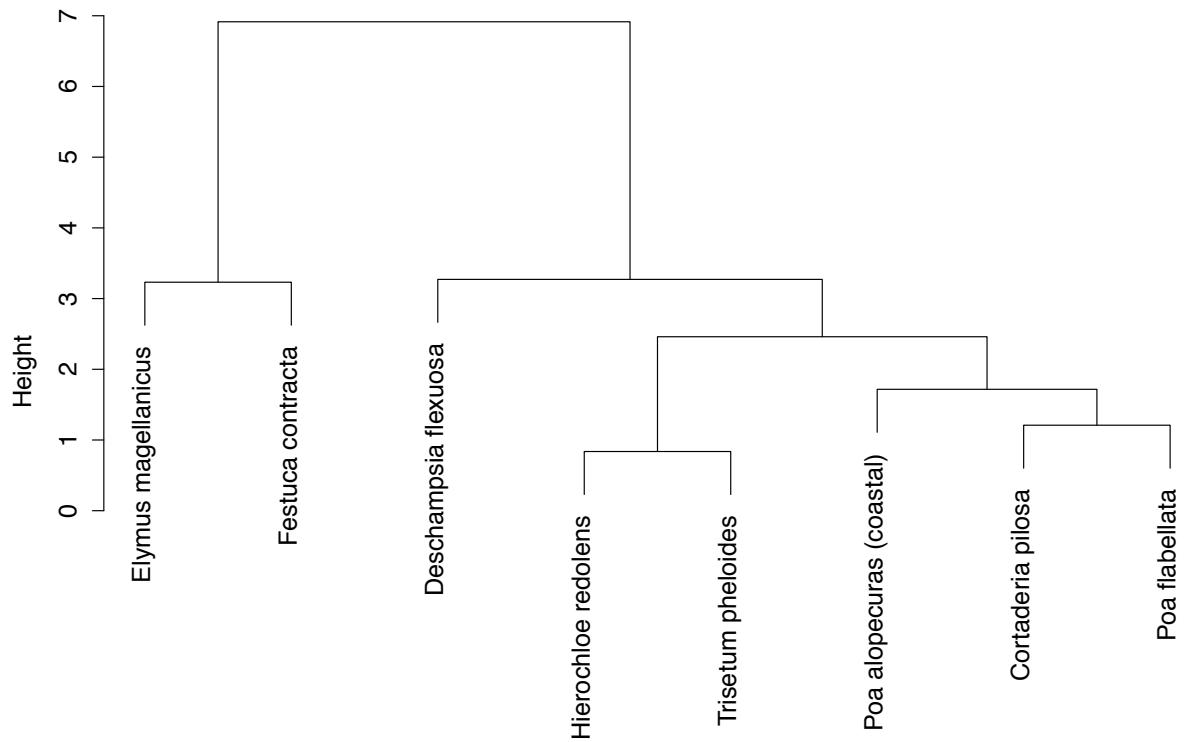 7
6
5
4
3
2
1
0
Height
Elymus magellanicus
Festuca contracta
Deschampsia flexuosa
Hierochloe redolens
Trisetum pheloides
Poa alopecuras (coastal)
Cortaderia pilosa
Poa flabellata